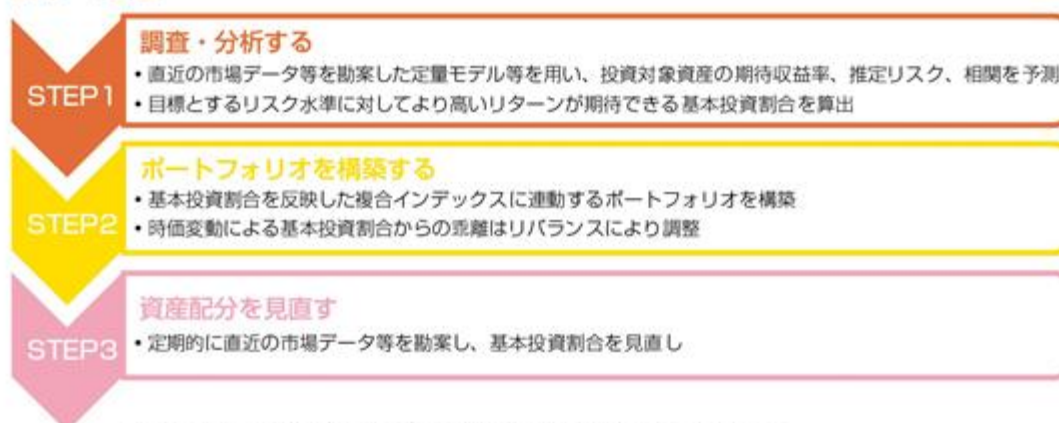 STEP1
調査・分析する
• 直近の市場データ等を勘案した定量モデル等を用い、投資対象資産の期待収益率、推定リスク、相関を予測
• 目標とするリスク水準に対してより高いリターンが期待できる基本投資割合を算出
STEP2
ポートフォリオを構築する
• 基本投資割合を反映した複合インデックスに連動するポートフォリオを構築
• 時価変動による基本投資割合からの乖離はリバランスにより調整
STEP3
資産配分を見直す
• 定期的に直近の市場データ等を勘案し、基本投資割合を見直し